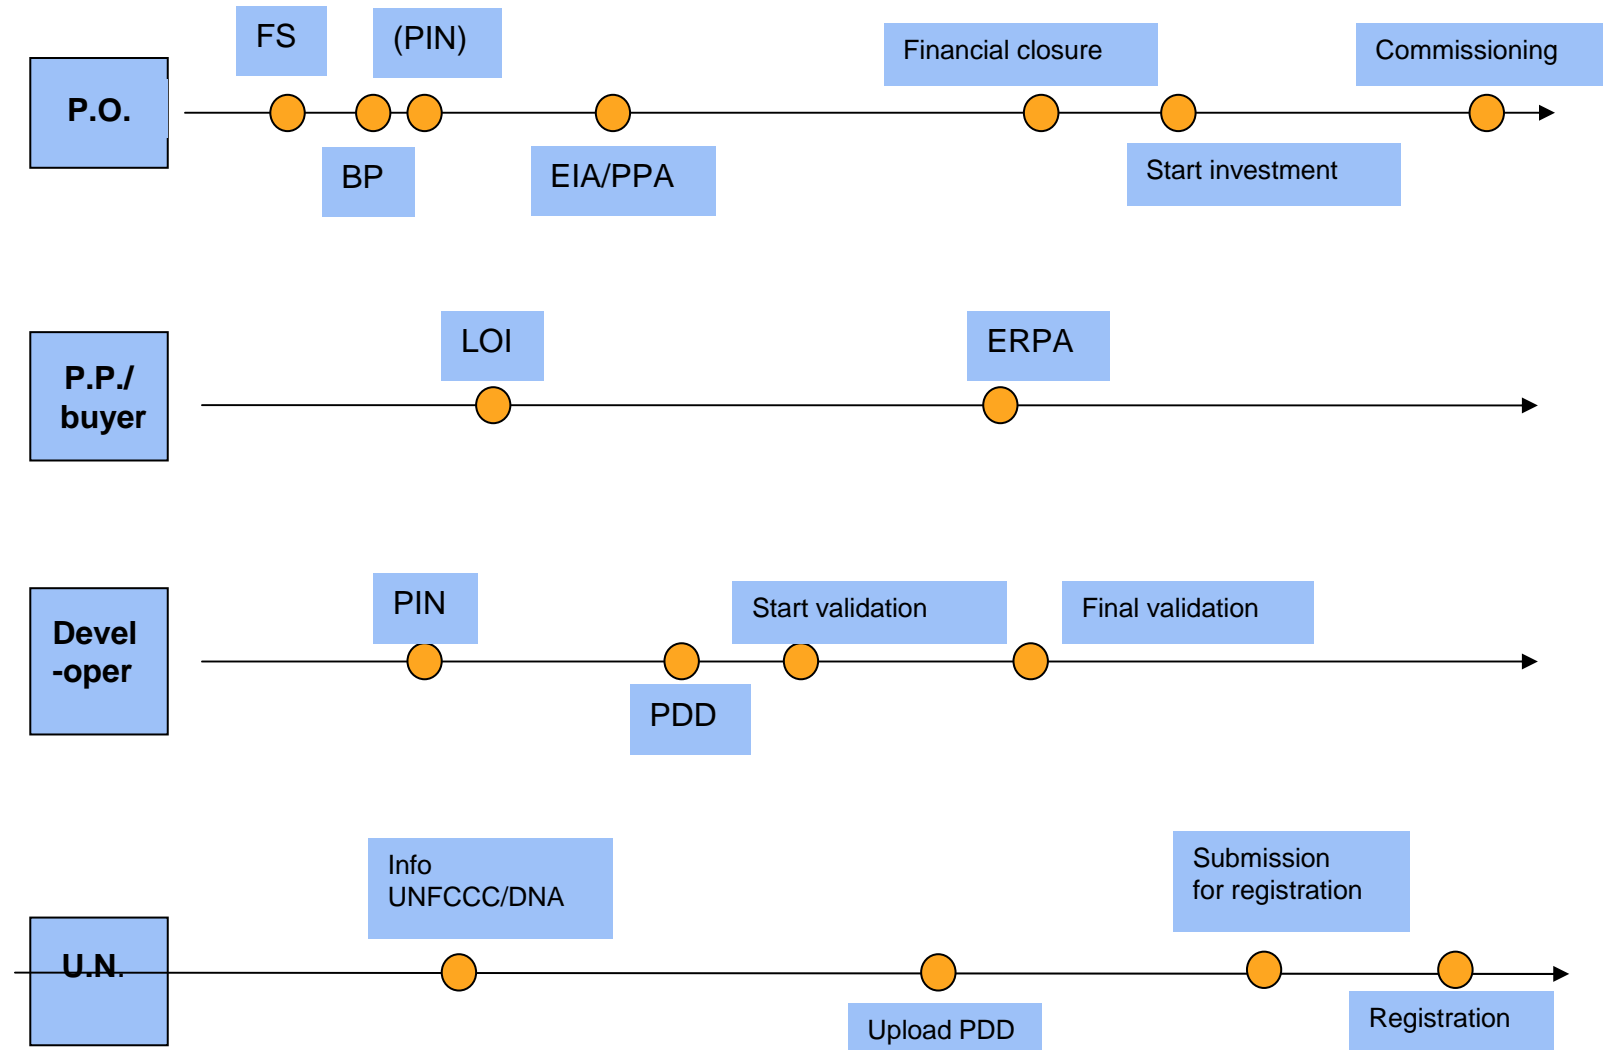 FS
(PIN)
Financial closure
Commissioning
P.O.
BP
EIA/PPA
Start investment
LOI
ERPA
P.P./
buyer
PIN
Start validation
Final validation
Devel
-oper
PDD
Info
UNFCCC/DNA
Submission
for registration
U.N.
Upload PDD
Registration